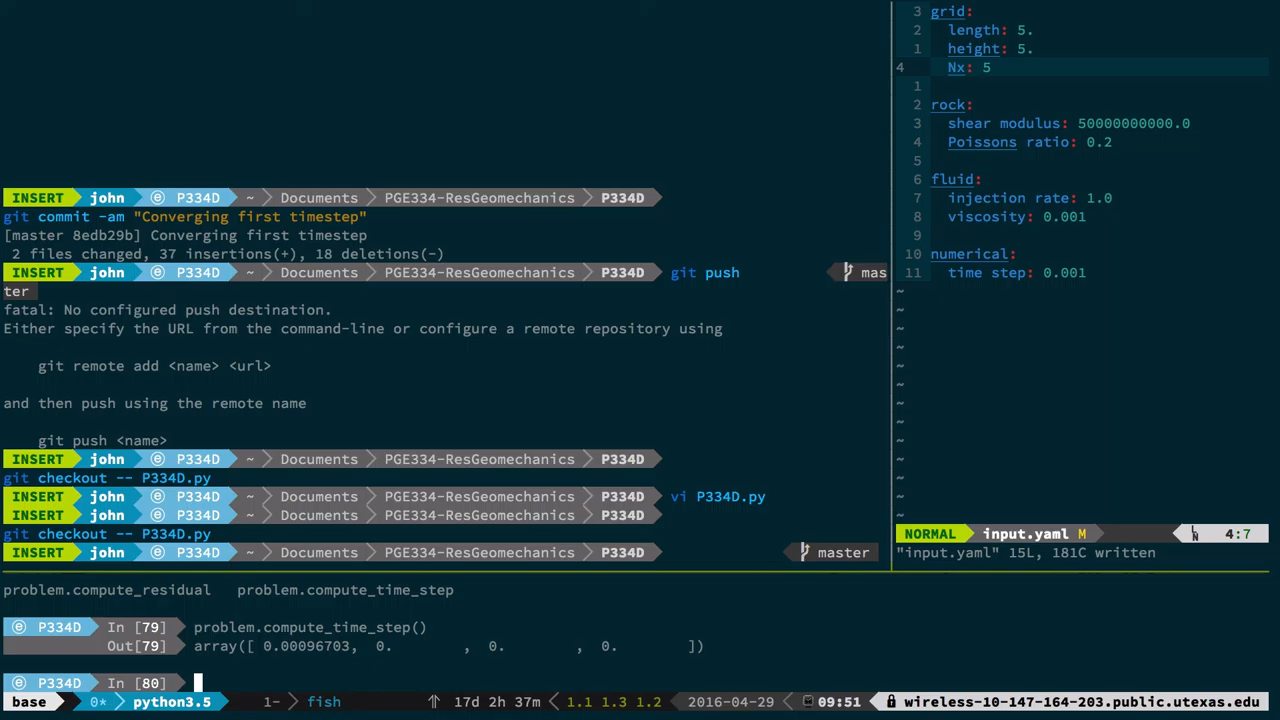 INSERT john ⓔ P334D ~ Documents PGE334-ResGeomechanics P334D
git commit -am "Converging first timestep"
[master 8edb29b] Converging first timestep
2 files changed, 37 insertions(+), 18 deletions(-)
INSERT john ⓔ P334D ~ Documents PGE334-ResGeomechanics P334D git push mas
ter
fatal: No configured push destination.
Either specify the URL from the command-line or configure a remote repository using
git remote add <name> <url>
and then push using the remote name
git push <name>
INSERT john ⓔ P334D ~ Documents PGE334-ResGeomechanics P334D
git checkout -- P334D.py
INSERT john ⓔ P334D ~ Documents PGE334-ResGeomechanics P334D vi P334D.py
INSERT john ⓔ P334D ~ Documents PGE334-ResGeomechanics P334D
git checkout -- P334D.py
INSERT john ⓔ P334D ~ Documents PGE334-ResGeomechanics P334D master
3 grid:
2 length: 5.
1 height: 5.
4 Nx: 5
1
2 rock:
3 shear modulus: 50000000000.0
4 Poissons ratio: 0.2
5
6 fluid:
7 injection rate: 1.0
8 viscosity: 0.001
9
10 numerical:
11 time step: 0.001
~
~
~
~
~
~
~
~
~
~
~
~
~
NORMAL input.yaml M 4:7
"input.yaml" 15L, 181C written
problem.compute_residual problem.compute_time_step
ⓔ P334D In [79] problem.compute_time_step()
Out[79] array([ 0.00096703, 0. , 0. , 0. ])
ⓔ P334D In [80]
base 0* python3.5 1- fish 17d 2h 37m 1.1 1.3 1.2 2016-04-29 09:51 wireless-10-147-164-203.public.utexas.edu